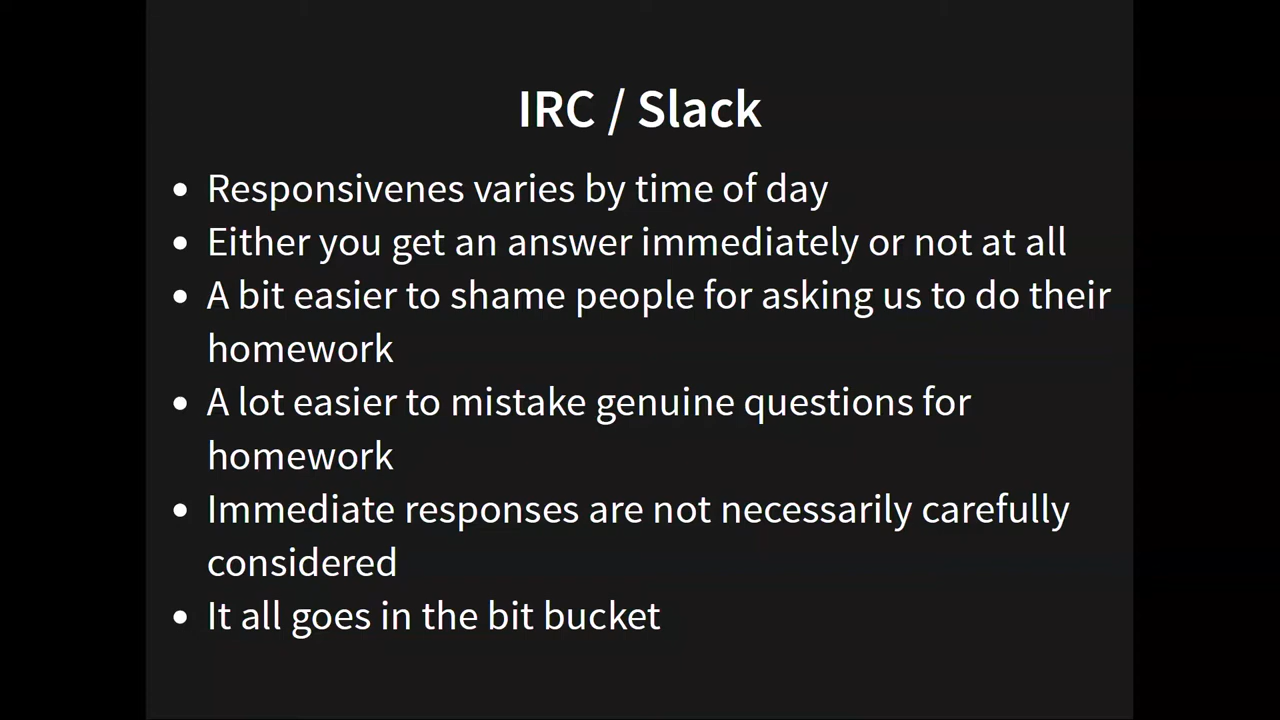 IRC / Slack
• Responsivenes varies by time of day
• Either you get an answer immediately or not at all
• A bit easier to shame people for asking us to do their
homework
• A lot easier to mistake genuine questions for
homework
• Immediate responses are not necessarily carefully
considered
• It all goes in the bit bucket